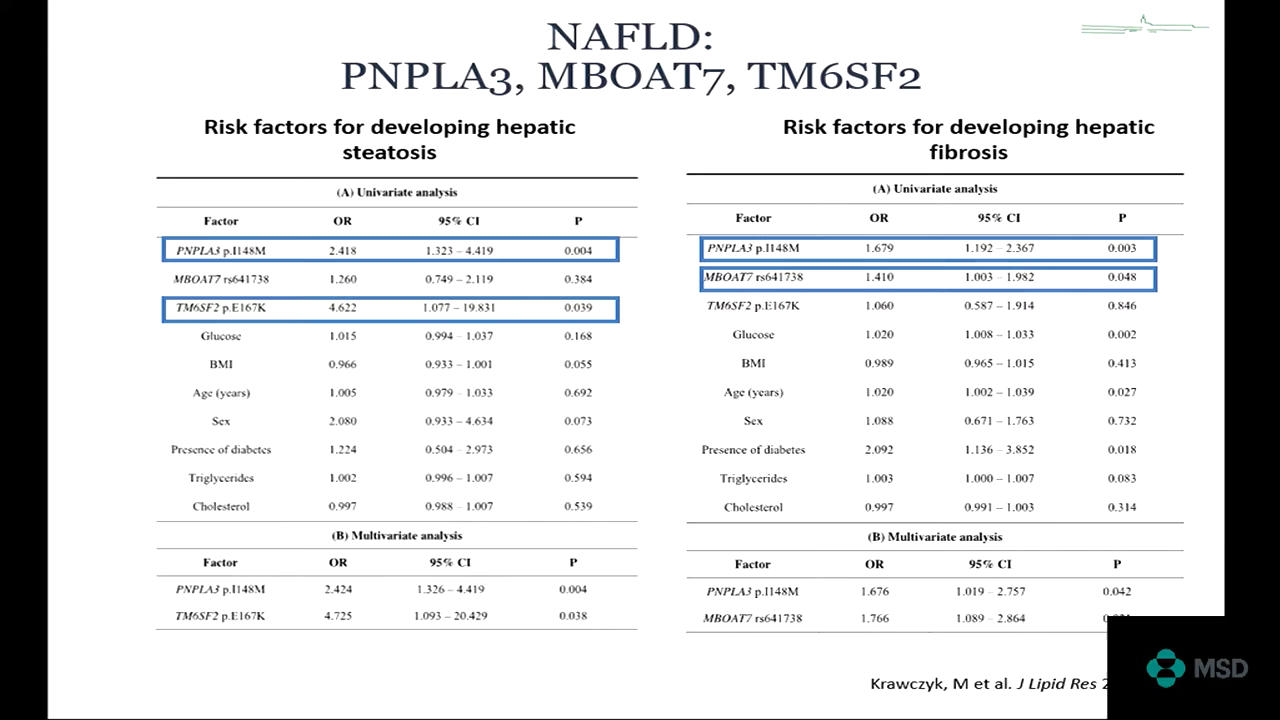 NAFLD:
PNPLA3, MBOAT7, TM6SF2
Risk factors for developing hepatic
steatosis
(A) Univariate analysis
Factor OR 95% CI P
PNPLA3 p.I148M 2.418 1.323 – 4.419 0.004
MBOAT7 rs641738 1.260 0.749 – 2.119 0.384
TM6SF2 p.E167K 4.622 1.077 – 19.831 0.039
Glucose 1.015 0.994 – 1.037 0.168
BMI 0.966 0.933 – 1.001 0.055
Age (years) 1.005 0.979 – 1.033 0.692
Sex 2.080 0.933 – 4.634 0.073
Presence of diabetes 1.224 0.504 – 2.973 0.656
Triglycerides 1.002 0.996 – 1.007 0.594
Cholesterol 0.997 0.988 – 1.007 0.539
(B) Multivariate analysis
Factor OR 95% CI P
PNPLA3 p.I148M 2.424 1.326 – 4.419 0.004
TM6SF2 p.E167K 4.725 1.093 – 20.429 0.038
Risk factors for developing hepatic
fibrosis
(A) Univariate analysis
Factor OR 95% CI P
PNPLA3 p.I148M 1.679 1.192 – 2.367 0.003
MBOAT7 rs641738 1.410 1.003 – 1.982 0.048
TM6SF2 p.E167K 1.060 0.587 – 1.914 0.846
Glucose 1.020 1.008 – 1.033 0.002
BMI 0.989 0.965 – 1.015 0.413
Age (years) 1.020 1.002 – 1.039 0.027
Sex 1.088 0.671 – 1.763 0.732
Presence of diabetes 2.092 1.136 – 3.852 0.018
Triglycerides 1.003 1.000 – 1.007 0.083
Cholesterol 0.997 0.991 – 1.003 0.314
(B) Multivariate analysis
Factor OR 95% CI P
PNPLA3 p.I148M 1.676 1.019 – 2.757 0.042
MBOAT7 rs641738 1.766 1.089 – 2.864
Krawczyk, M et al. J Lipid Res
MSD